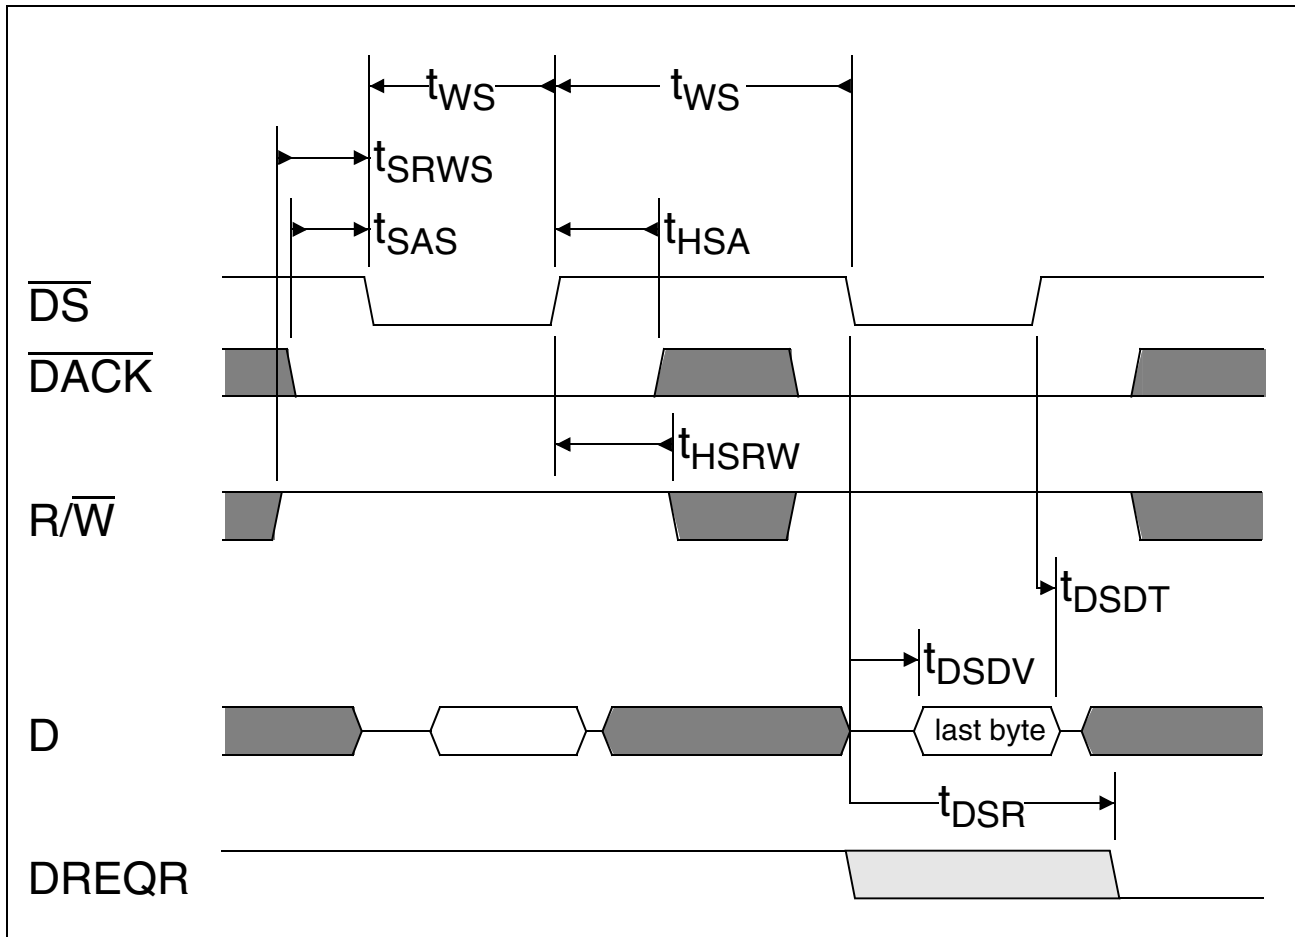 tWS tWS
tSRWS
tSAS tHSA
DS
DACK
tHSRW
R/W
tDSDT
tDSDV
D last byte
tDSR
DREQR